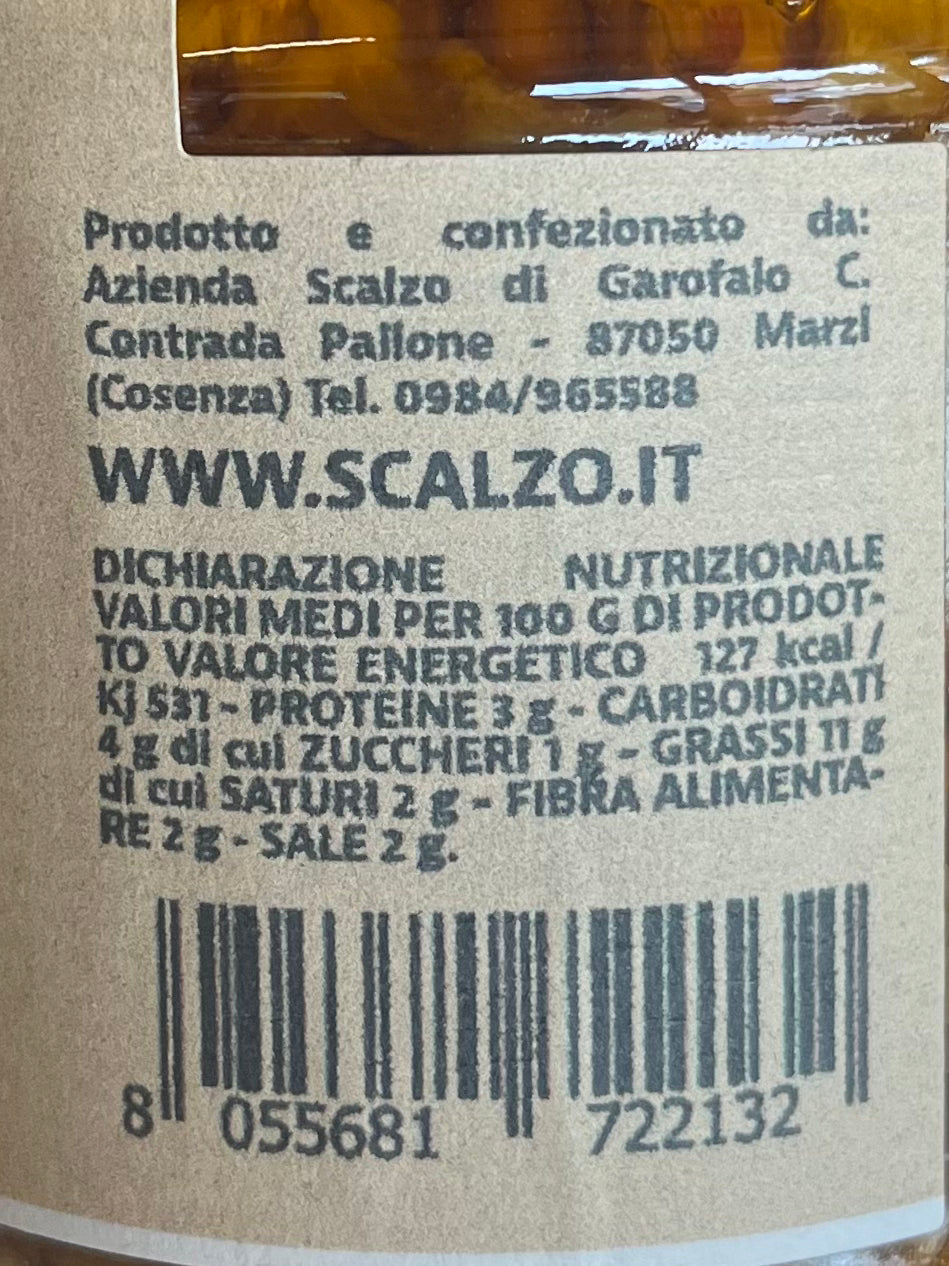 Prodotto e confezionato da:
Azienda Scalzo di Garofalo C.
Contrada Pallone - 87050 Marzi
(Cosenza) Tel. 0984/965588
WWW.SCALZO.IT
DICHIARAZIONE NUTRIZIONALE
VALORI MEDI PER 100 G DI PRODOT-
TO VALORE ENERGETICO 127 kcal /
Kj 531 - PROTEINE 3 g - CARBOIDRATI
4 g di cui ZUCCHERI 1 g - GRASSI 11 g
di cui SATURI 2 g - FIBRA ALIMENTA-
RE 2 g - SALE 2 g.
8 055681 722132